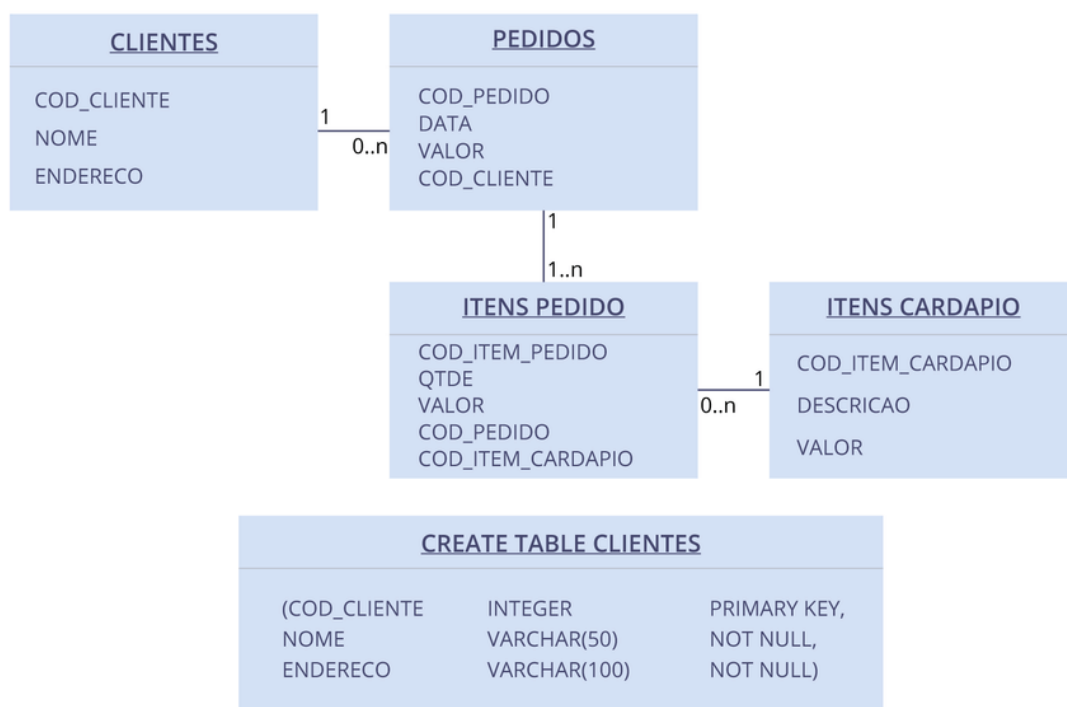 CLIENTES
COD_CLIENTE
NOME
ENDERECO
1
0..n
PEDIDOS
COD_PEDIDO
DATA
VALOR
COD_CLIENTE
1
1..n
ITENS PEDIDO
COD_ITEM_PEDIDO
QTDE
VALOR
COD_PEDIDO
COD_ITEM_CARDAPIO
1
0..n
ITENS CARDAPIO
COD_ITEM_CARDAPIO
DESCRICAO
VALOR
CREATE TABLE CLIENTES
(COD_CLIENTE INTEGER PRIMARY KEY,
NOME VARCHAR(50) NOT NULL,
ENDERECO VARCHAR(100) NOT NULL)